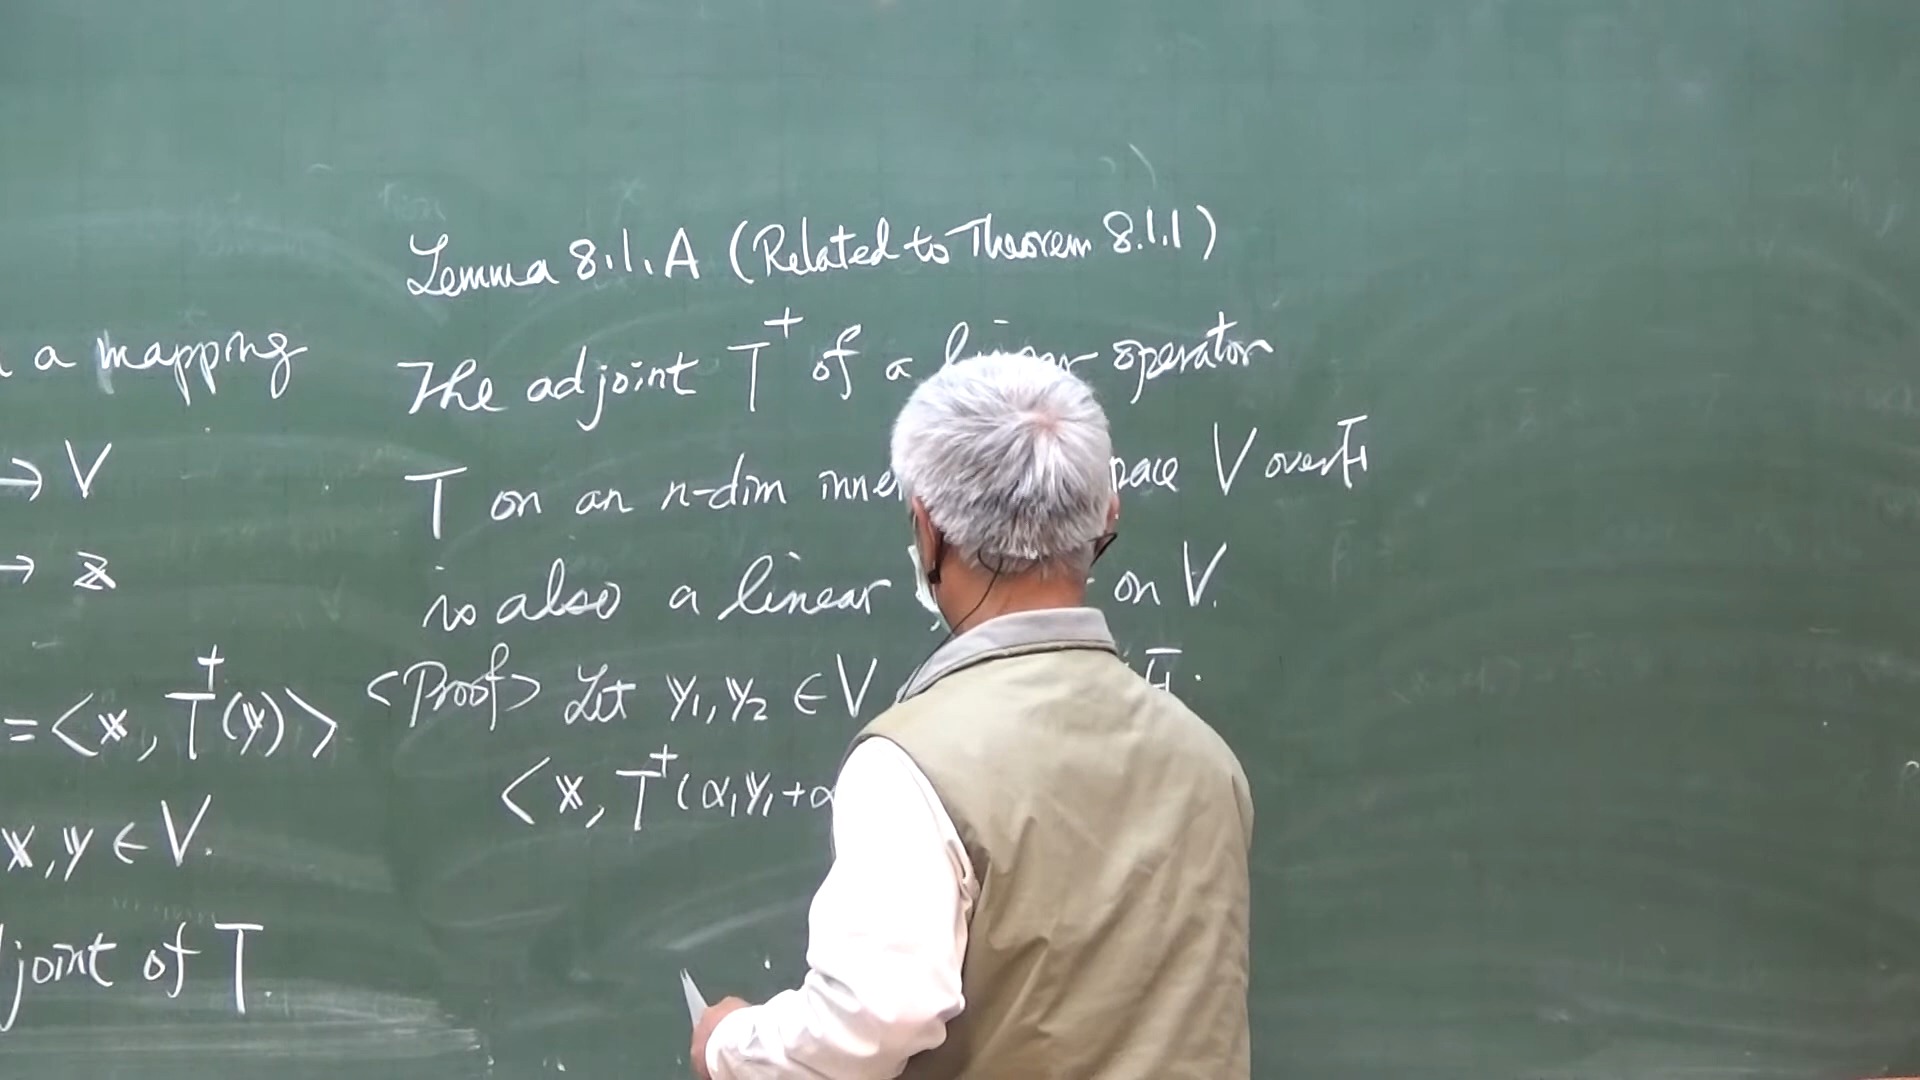 a mapping
→ V
→ z
= <x, T†(y)>
x, y ∈ V.
joint of T
Lemma 8.1.A (Related to Theorem 8.1.1)
The adjoint T† of a linear operator
T on an n-dim inner pace V over F
is also a linear on V.
<Proof> Let y₁, y₂ ∈ V F.
<x, T†(α₁y₁+α